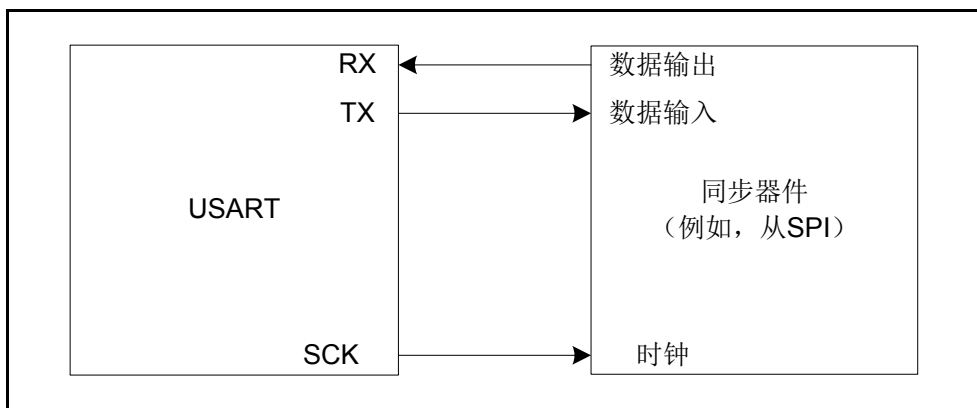 RX
数据输出
TX
数据输入
USART
同步器件
（例如，从SPI）
SCK
时钟